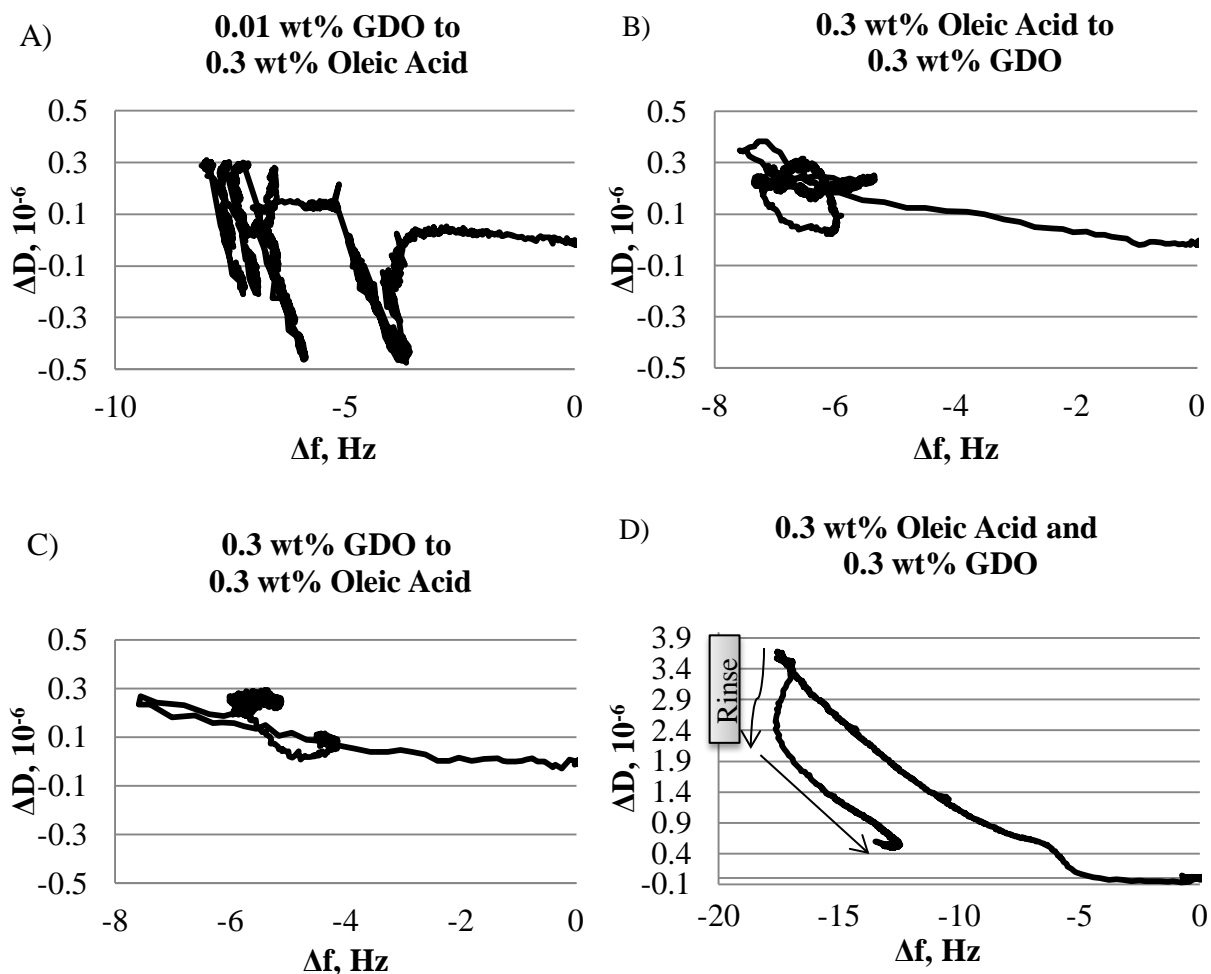 A)
0.01 wt% GDO to
0.3 wt% Oleic Acid
0.5
0.3
0.1
-0.1
-0.3
-0.5
ΔD, 10-6
-10
-5
0
Δf, Hz
B)
0.3% Oleic Acid to
0.3 wt% GDO
0.5
0.3
0.1
-0.1
-0.3
-0.5
ΔD, 10-6
-8
-6
-4
-2
0
Δf, Hz
C)
0.3 wt% GDO to
0.3 wt% Oleic Acid
0.5
0.3
0.1
-0.1
-0.3
-0.5
ΔD, 10-6
-8
-6
-4
-2
0
Δf, Hz
D)
0.3 wt% Oleic Acid and
0.3 wt% GDO
3.9
3.4
2.9
2.4
1.9
1.4
0.9
0.4
-0.1
ΔD, 10-6
Rinse
-20
-15
-10
-5
0
Δf, Hz